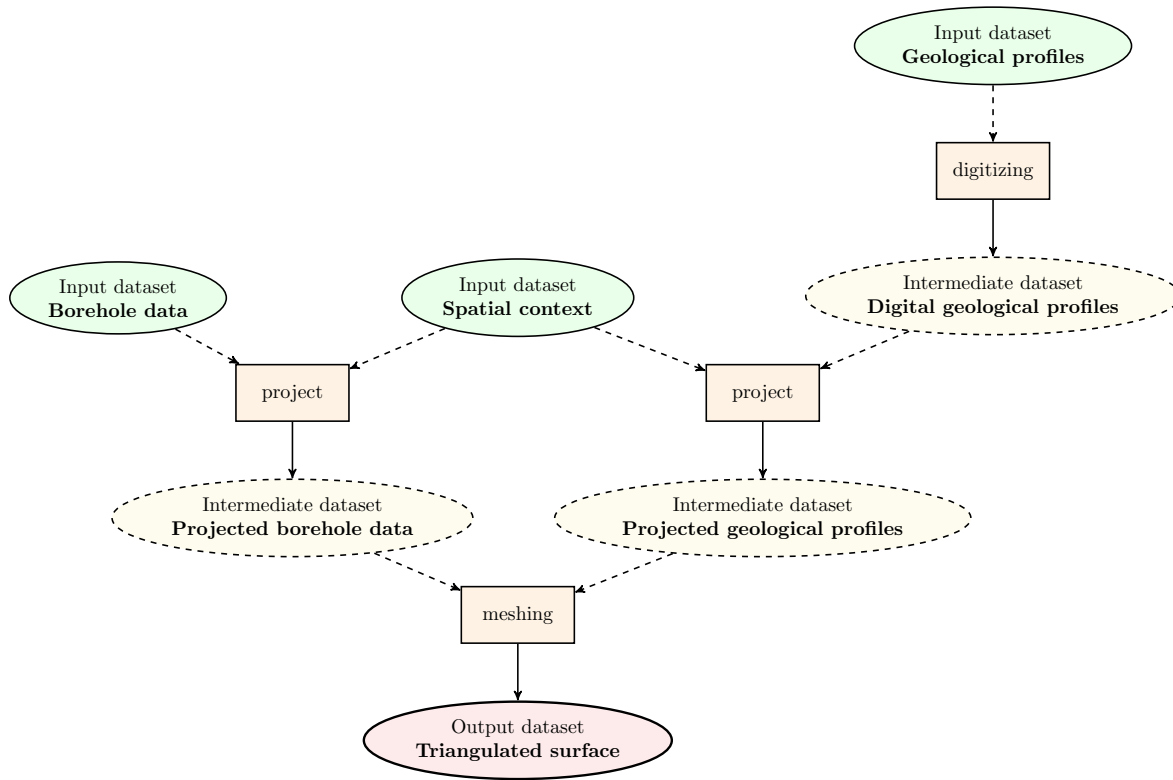 Input dataset
Geological profiles
digitizing
Input dataset
Borehole data
Input dataset
Spatial context
Intermediate dataset
Digital geological profiles
project
project
Intermediate dataset
Projected borehole data
Intermediate dataset
Projected geological profiles
meshing
Output dataset
Triangulated surface